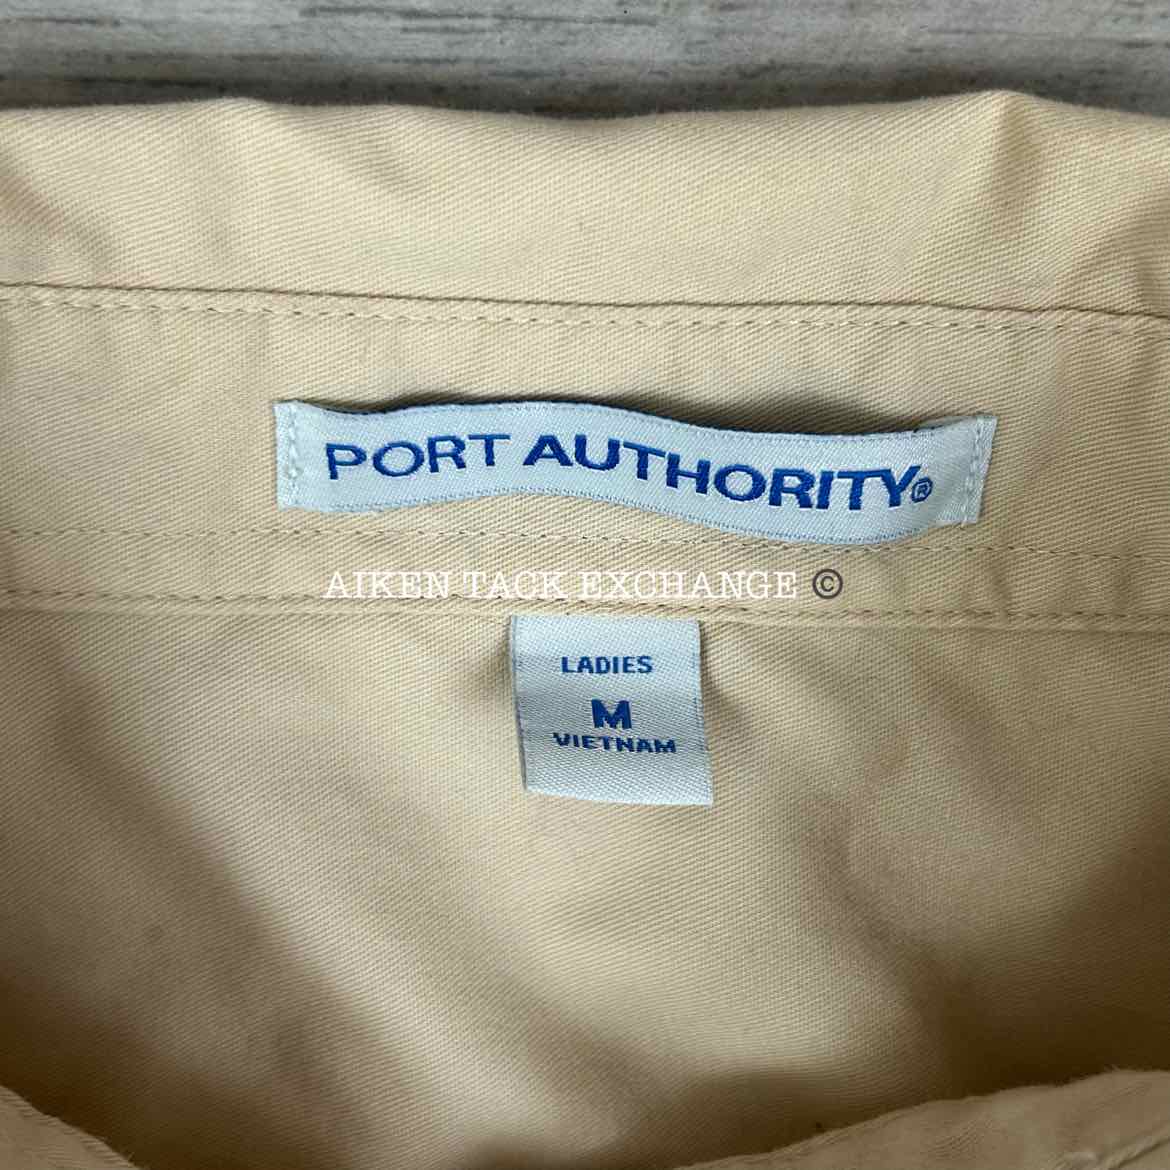 PORT AUTHORITY®
AIKEN TACK EXCHANGE ©
LADIES
M
VIETNAM